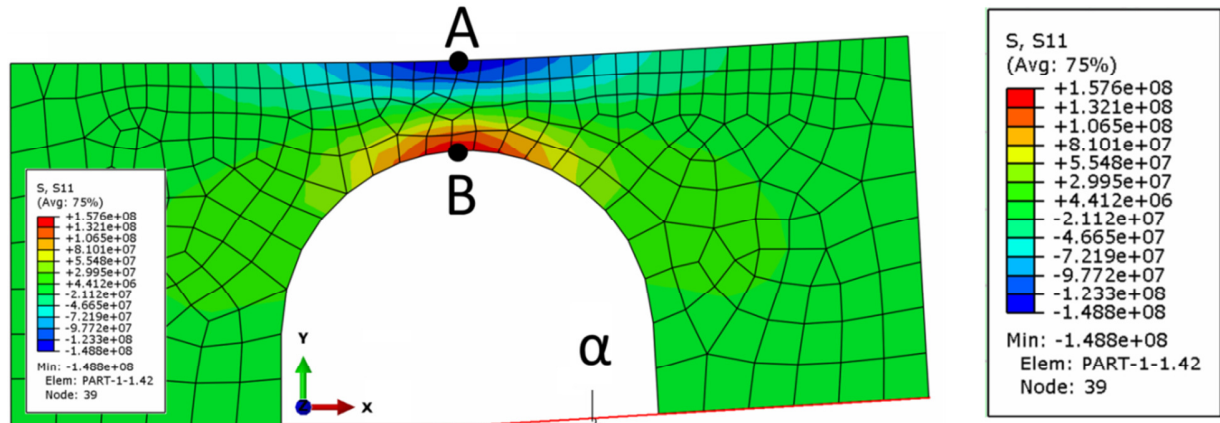 A
B
S, S11
(Avg: 75%)
+1.576e+08
+1.321e+08
+1.065e+08
+8.101e+07
+5.548e+07
+2.995e+07
+4.412e+06
-2.112e+07
-4.665e+07
-7.219e+07
-9.772e+07
-1.233e+08
-1.488e+08
Min: -1.488e+08
Elem: PART-1-1.42
Node: 39
Y
Z
X
α
S, S11
(Avg: 75%)
+1.576e+08
+1.321e+08
+1.065e+08
+8.101e+07
+5.548e+07
+2.995e+07
+4.412e+06
-2.112e+07
-4.665e+07
-7.219e+07
-9.772e+07
-1.233e+08
-1.488e+08
Min: -1.488e+08
Elem: PART-1-1.42
Node: 39